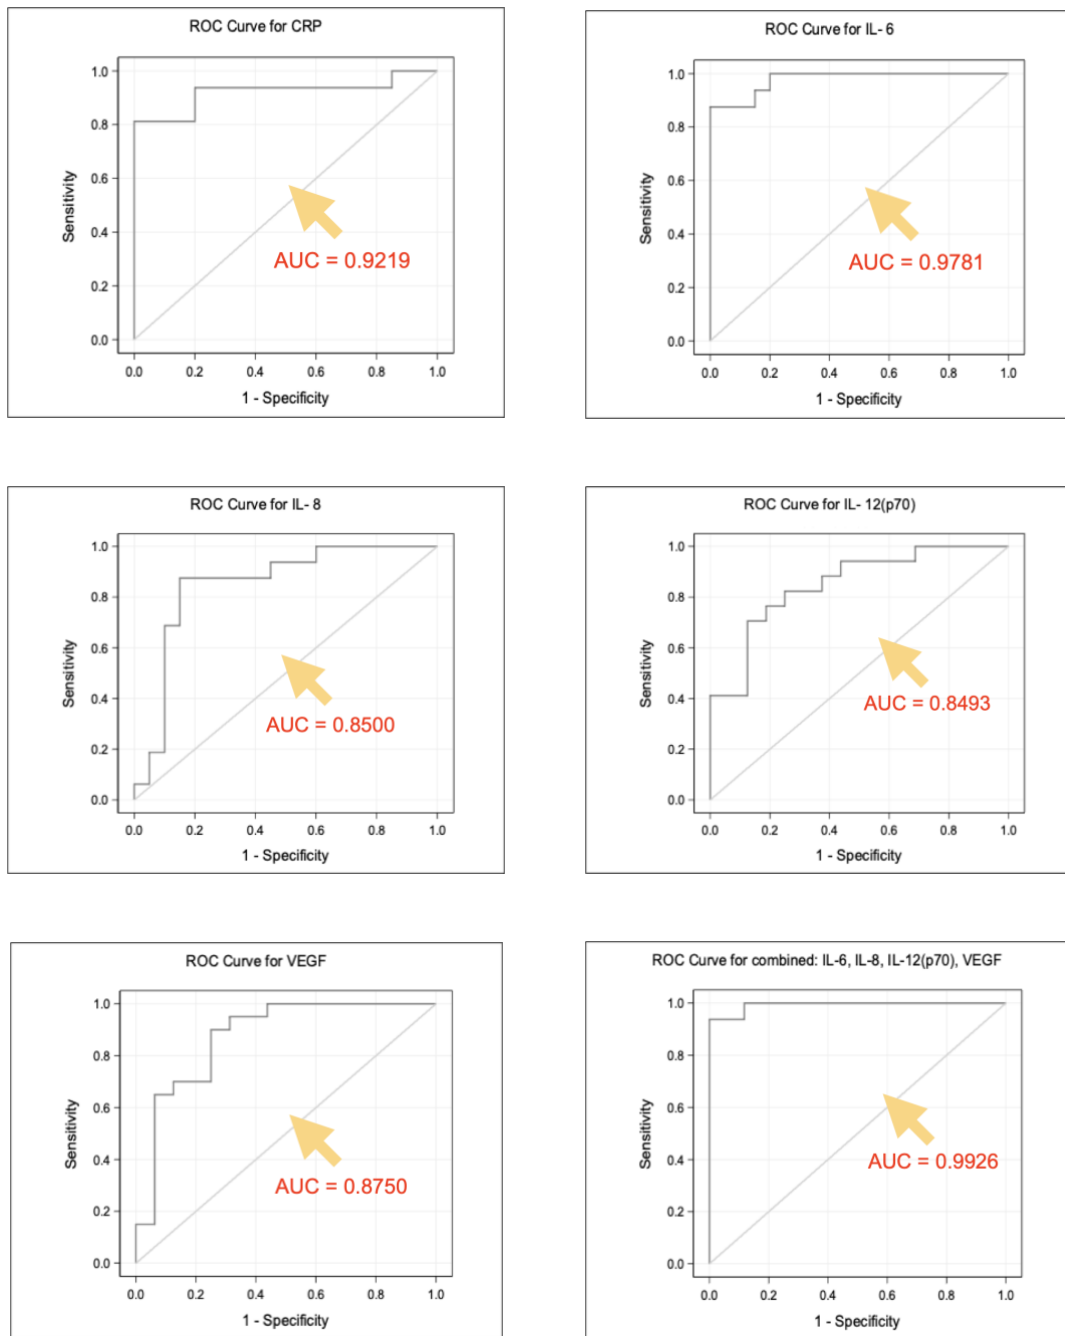 ROC Curve for CRP
1.0
0.8
0.6
0.4
0.2
0.0
Sensitivity
AUC = 0.9219
0.0 0.2 0.4 0.6 0.8 1.0
1 - Specificity
ROC Curve for IL- 6
1.0
0.8
0.6
0.4
0.2
0.0
Sensitivity
AUC = 0.9781
0.0 0.2 0.4 0.6 0.8 1.0
1 - Specificity
ROC Curve for IL- 8
1.0
0.8
0.6
0.4
0.2
0.0
Sensitivity
AUC = 0.8500
0.0 0.2 0.4 0.6 0.8 1.0
1 - Specificity
ROC Curve for IL- 12(p70)
1.0
0.8
0.6
0.4
0.2
0.0
Sensitivity
AUC = 0.8493
0.0 0.2 0.4 0.6 0.8 1.0
1 - Specificity
ROC Curve for VEGF
1.0
0.8
0.6
0.4
0.2
0.0
Sensitivity
AUC = 0.8750
0.0 0.2 0.4 0.6 0.8 1.0
1 - Specificity
ROC Curve for combined: IL-6, IL-8, IL-12(p70), VEGF
1.0
0.8
0.6
0.4
0.2
0.0
Sensitivity
AUC = 0.9926
0.0 0.2 0.4 0.6 0.8 1.0
1 - Specificity